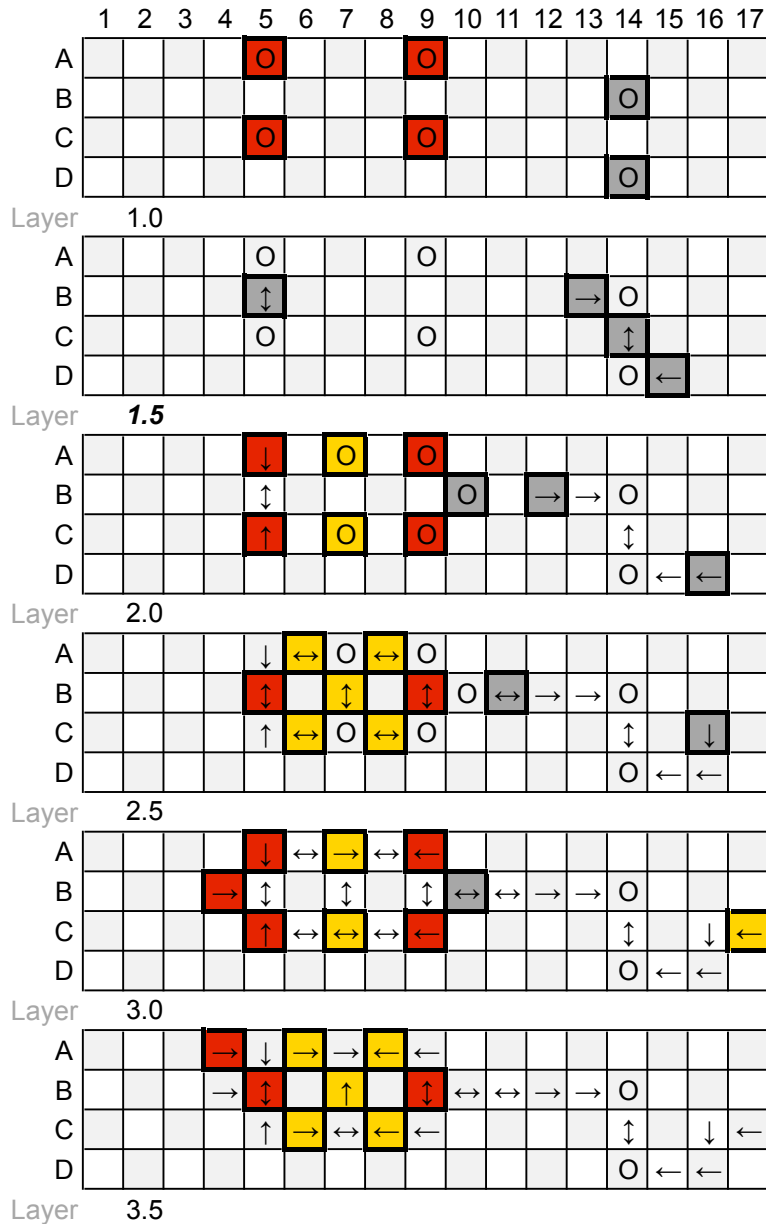 1 2 3 4 5 6 7 8 9 10 11 12 13 14 15 16 17
A O O
B O
C O O
D O
Layer 1.0
A O O
B ↕ → O
C O O ↕
D O ←
Layer 1.5
A ↓ O O
B ↕ O → → O
C ↑ O O ↕
D O ← ←
Layer 2.0
A ↓ ↔ O ↔ O
B ↕ ↕ ↕ O ↔ → → O
C ↑ ↔ O ↔ O ↕ ↓
D O ← ←
Layer 2.5
A ↓ ↔ → ↔ ←
B → ↕ ↕ ↕ ↔ ↔ → → O
C ↑ ↔ ↔ ↔ ← ↕ ↓ ←
D O ← ←
Layer 3.0
A → ↓ → → ← ←
B → ↕ ↑ ↕ ↔ ↔ → → O
C ↑ → ↔ ← ← ↕ ↓ ←
D O ← ←
Layer 3.5